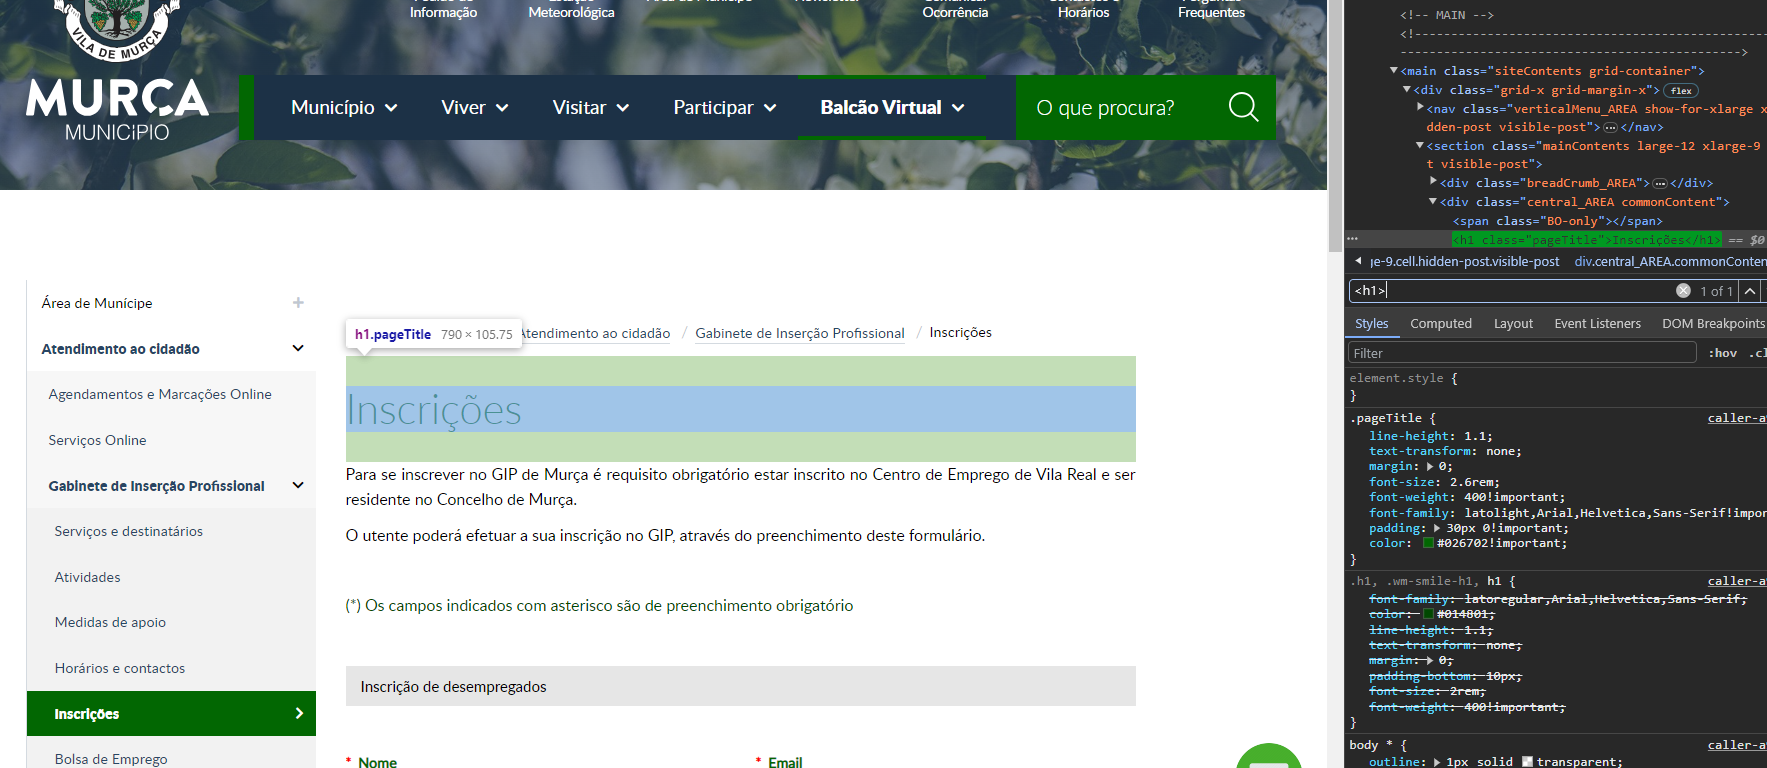 Informação
Estação
Meteorológica
Ocorrência
Horários
Frequentes
VILA DE MURÇA
MURÇA
MUNICÍPIO
Município
Viver
Visitar
Participar
Balcão Virtual
O que procura?
Área de Munícipe
Atendimento ao cidadão
Agendamentos e Marcações Online
Serviços Online
Gabinete de Inserção Profissional
Serviços e destinatários
Atividades
Medidas de apoio
Horários e contactos
Inscrições
Bolsa de Emprego
h1.pageTitle 790 × 105.75
Atendimento ao cidadão / Gabinete de Inserção Profissional / Inscrições
Inscrições
Para se inscrever no GIP de Murça é requisito obrigatório estar inscrito no Centro de Emprego de Vila Real e ser
residente no Concelho de Murça.
O utente poderá efetuar a sua inscrição no GIP, através do preenchimento deste formulário.
(*) Os campos indicados com asterisco são de preenchimento obrigatório
Inscrição de desempregados
* Nome
* Email
<!-- MAIN -->
<!------------------------------------------------
----------------------------------------------->
<main class="siteContents grid-container">
<div class="grid-x grid-margin-x"> flex
<nav class="verticalMenu_AREA show-for-xlarge x
dden-post visible-post"> … </nav>
<section class="mainContents large-12 xlarge-9
t visible-post">
<div class="breadCrumb_AREA"> … </div>
<div class="central_AREA commonContent">
<span class="BO-only"></span>
… <h1 class="pageTitle">Inscrições</h1> == $0
ge-9.cell.hidden-post.visible-post div.central_AREA.commonConten
<h1> 1 of 1
Styles Computed Layout Event Listeners DOM Breakpoints
Filter :hov .cl
element.style {
}
.pageTitle { caller-a
line-height: 1.1;
text-transform: none;
margin: 0;
font-size: 2.6rem;
font-weight: 400!important;
font-family: latolight,Arial,Helvetica,Sans-Serif!impor
padding: 30px 0!important;
color: #026702!important;
}
.h1, .wm-smile-h1, h1 { caller-a
font-family: latoregular,Arial,Helvetica,Sans-Serif;
color: #014801;
line-height: 1.1;
text-transform: none;
margin: 0;
padding-bottom: 10px;
font-size: 2rem;
font-weight: 400!important;
}
body * { caller-a
outline: 1px solid transparent;